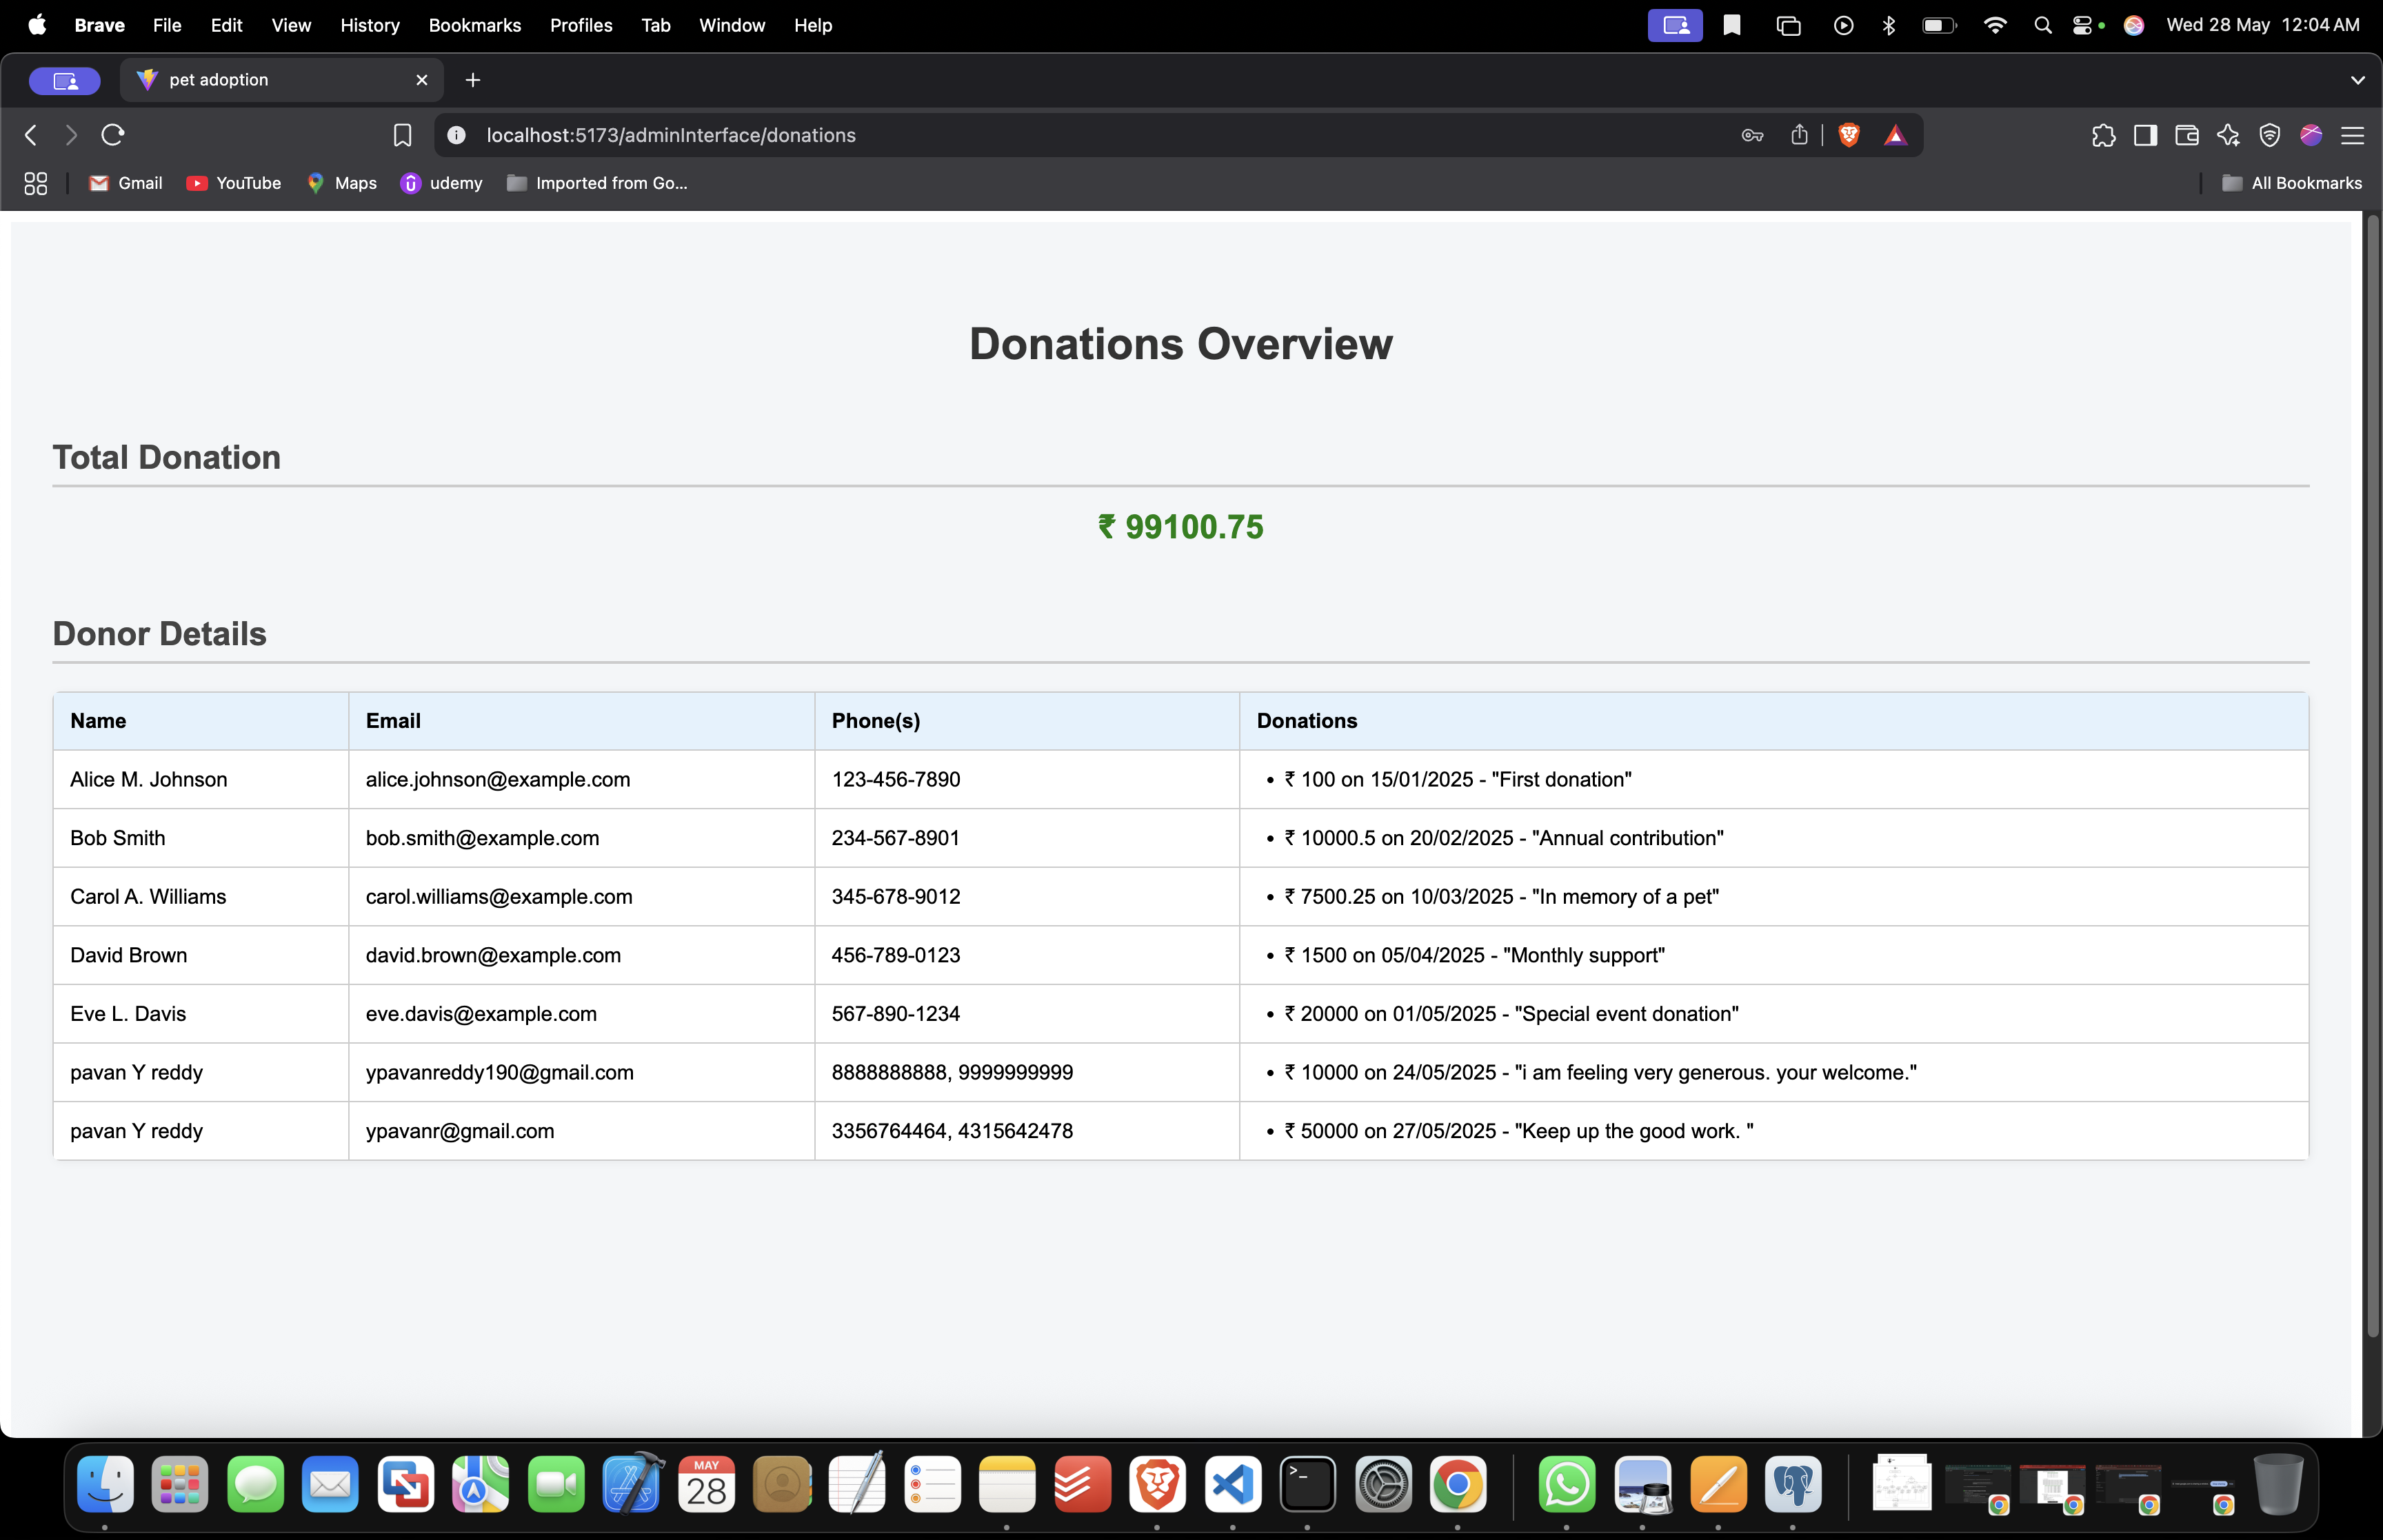 Brave File Edit View History Bookmarks Profiles Tab Window Help Wed 28 May 12:04 AM
pet adoption
localhost:5173/adminInterface/donations
Gmail YouTube Maps udemy Imported from Go... All Bookmarks
Donations Overview
Total Donation
₹ 99100.75
Donor Details
Name Email Phone(s) Donations
Alice M. Johnson alice.johnson@example.com 123-456-7890 • ₹ 100 on 15/01/2025 - "First donation"
Bob Smith bob.smith@example.com 234-567-8901 • ₹ 10000.5 on 20/02/2025 - "Annual contribution"
Carol A. Williams carol.williams@example.com 345-678-9012 • ₹ 7500.25 on 10/03/2025 - "In memory of a pet"
David Brown david.brown@example.com 456-789-0123 • ₹ 1500 on 05/04/2025 - "Monthly support"
Eve L. Davis eve.davis@example.com 567-890-1234 • ₹ 20000 on 01/05/2025 - "Special event donation"
pavan Y reddy ypavanreddy190@gmail.com 8888888888, 9999999999 • ₹ 10000 on 24/05/2025 - "i am feeling very generous. your welcome."
pavan Y reddy ypavanr@gmail.com 3356764464, 4315642478 • ₹ 50000 on 27/05/2025 - "Keep up the good work. "
MAY
28